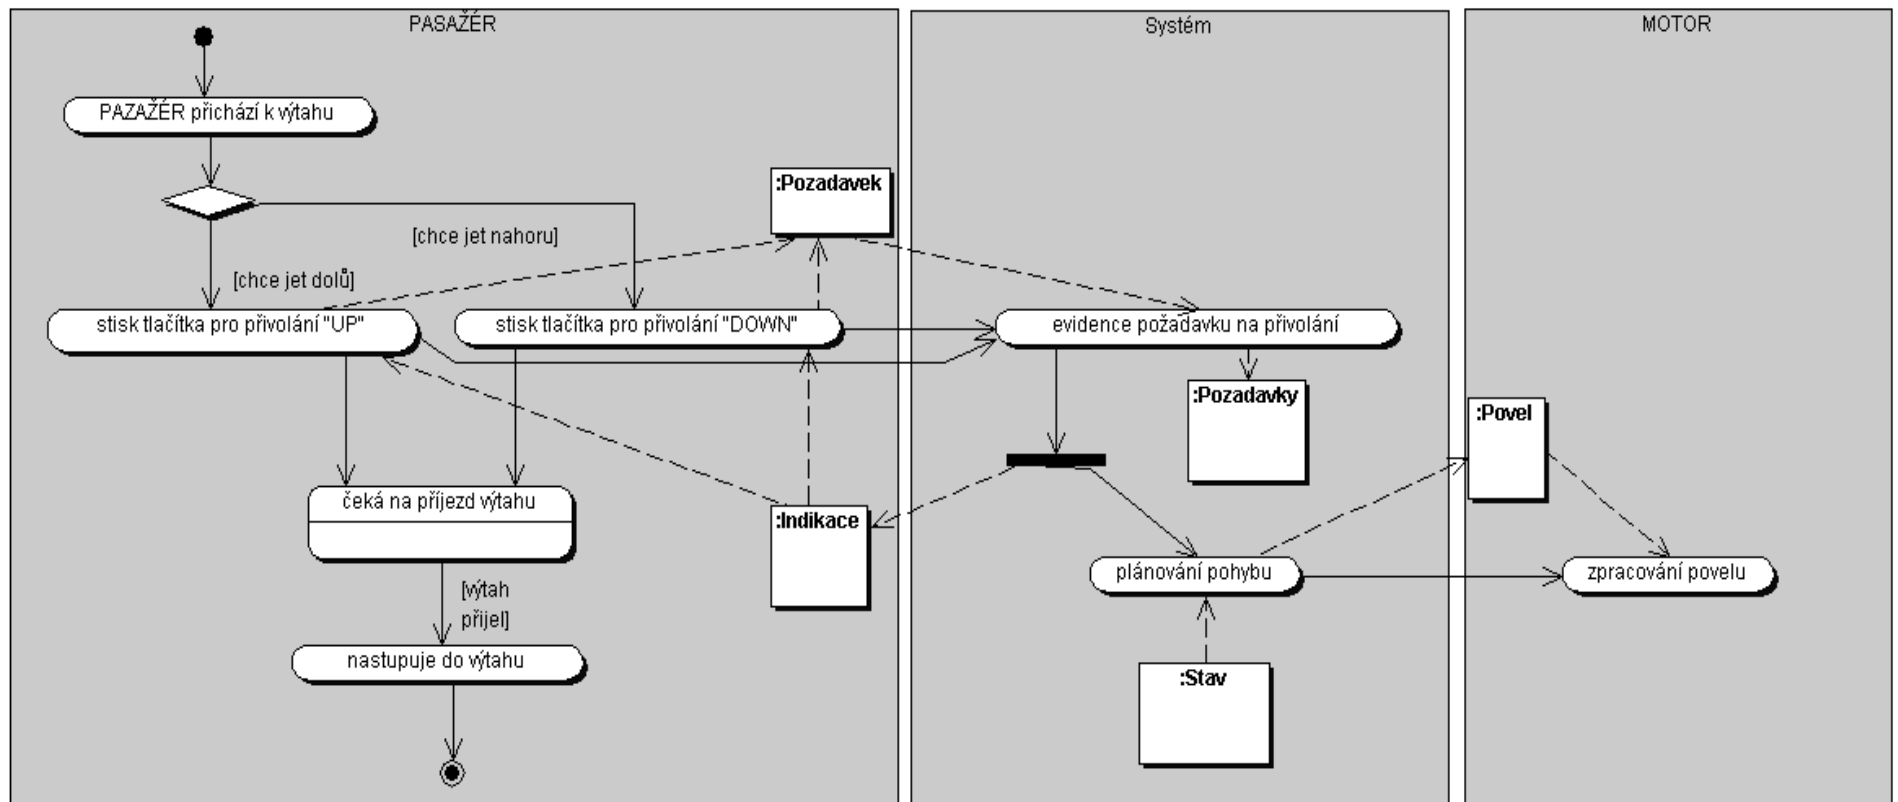 PASAŽÉR
Systém
MOTOR
PAZAŽÉR přichází k výtahu
:Pozadavek
[chce jet nahoru]
[chce jet dolů]
stisk tlačítka pro přivolání "UP"
stisk tlačítka pro přivolání "DOWN"
evidence požadavku na přivolání
:Pozadavky
:Povel
čeká na příjezd výtahu
:Indikace
plánování pohybu
zpracování povelu
[výtah
přijel]
nastupuje do výtahu
:Stav